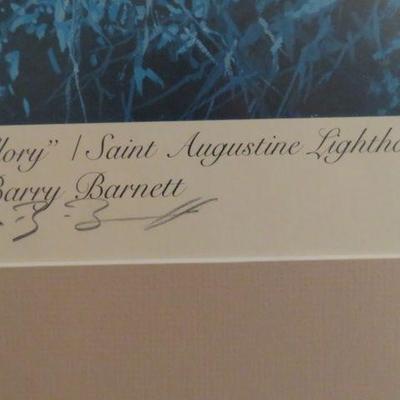 lory" / Saint Augustine Lightho
Barry Barnett